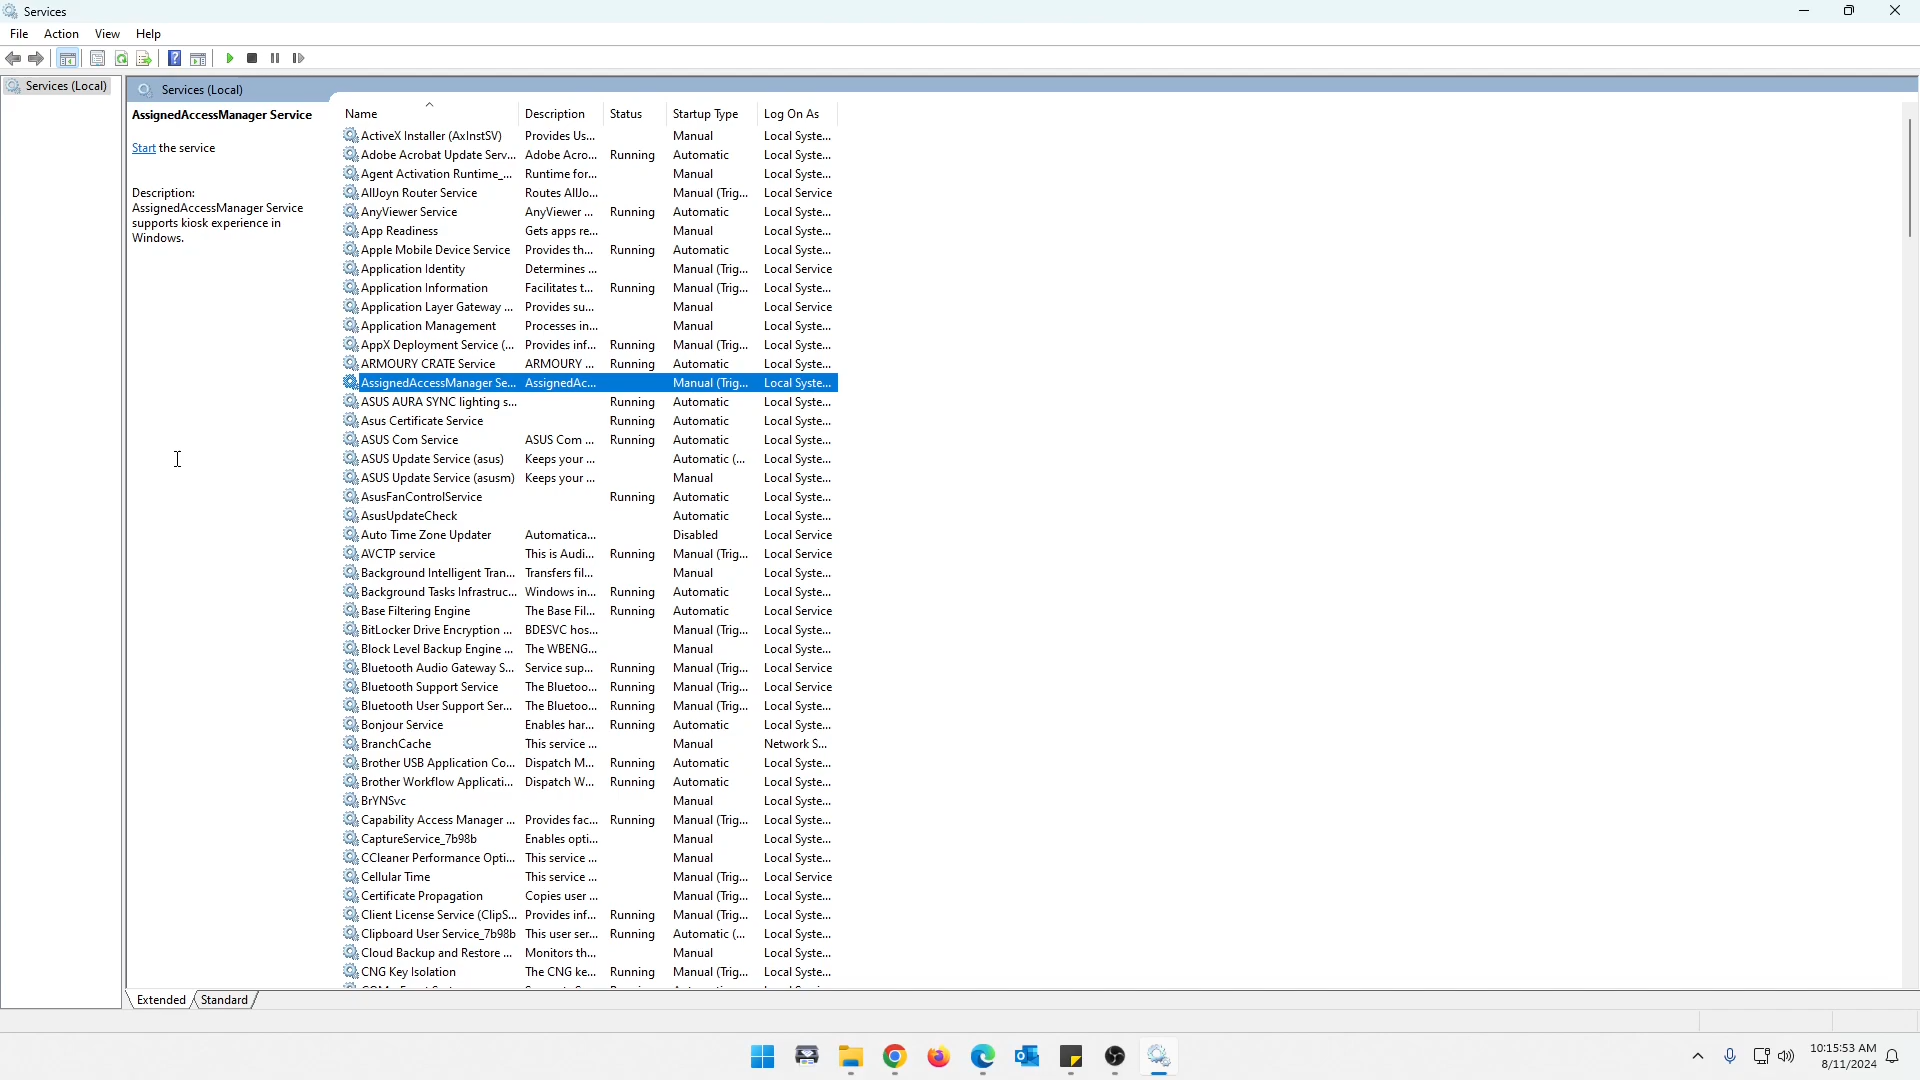 Services
File Action View Help
Services (Local)
Services (Local)
AssignedAccessManager Service
Start the service
Description:
AssignedAccessManager Service
supports kiosk experience in
Windows.
Name Description Status Startup Type Log On As
ActiveX Installer (AxInstSV) Provides Us... Manual Local Syste...
Adobe Acrobat Update Serv... Adobe Acro... Running Automatic Local Syste...
Agent Activation Runtime_... Runtime for... Manual Local Syste...
AllJoyn Router Service Routes AllJo... Manual (Trig... Local Service
AnyViewer Service AnyViewer ... Running Automatic Local Syste...
App Readiness Gets apps re... Manual Local Syste...
Apple Mobile Device Service Provides th... Running Automatic Local Syste...
Application Identity Determines ... Manual (Trig... Local Service
Application Information Facilitates t... Running Manual (Trig... Local Syste...
Application Layer Gateway ... Provides su... Manual Local Service
Application Management Processes in... Manual Local Syste...
AppX Deployment Service (... Provides inf... Running Manual (Trig... Local Syste...
ARMOURY CRATE Service ARMOURY ... Running Automatic Local Syste...
AssignedAccessManager Se... AssignedAc... Manual (Trig... Local Syste...
ASUS AURA SYNC lighting s... Running Automatic Local Syste...
Asus Certificate Service Running Automatic Local Syste...
ASUS Com Service ASUS Com ... Running Automatic Local Syste...
ASUS Update Service (asus) Keeps your ... Automatic (... Local Syste...
ASUS Update Service (asusm) Keeps your ... Manual Local Syste...
AsusFanControlService Running Automatic Local Syste...
AsusUpdateCheck Automatic Local Syste...
Auto Time Zone Updater Automatica... Disabled Local Service
AVCTP service This is Audi... Running Manual (Trig... Local Service
Background Intelligent Tran... Transfers fil... Manual Local Syste...
Background Tasks Infrastruc... Windows in... Running Automatic Local Syste...
Base Filtering Engine The Base Fil... Running Automatic Local Service
BitLocker Drive Encryption ... BDESVC hos... Manual (Trig... Local Syste...
Block Level Backup Engine ... The WBENG... Manual Local Syste...
Bluetooth Audio Gateway S... Service sup... Running Manual (Trig... Local Service
Bluetooth Support Service The Bluetoo... Running Manual (Trig... Local Service
Bluetooth User Support Ser... The Bluetoo... Running Manual (Trig... Local Syste...
Bonjour Service Enables har... Running Automatic Local Syste...
BranchCache This service ... Manual Network S...
Brother USB Application Co... Dispatch M... Running Automatic Local Syste...
Brother Workflow Applicati... Dispatch W... Running Automatic Local Syste...
BrYNSvc Manual Local Syste...
Capability Access Manager ... Provides fac... Running Manual (Trig... Local Syste...
CaptureService_7b98b Enables opti... Manual Local Syste...
CCleaner Performance Opti... This service ... Manual Local Syste...
Cellular Time This service ... Manual (Trig... Local Service
Certificate Propagation Copies user ... Manual (Trig... Local Syste...
Client License Service (ClipS... Provides inf... Running Manual (Trig... Local Syste...
Clipboard User Service_7b98b This user ser... Running Automatic (... Local Syste...
Cloud Backup and Restore ... Monitors th... Manual Local Syste...
CNG Key Isolation The CNG ke... Running Manual (Trig... Local Syste...
Extended Standard
10:15:53 AM
8/11/2024